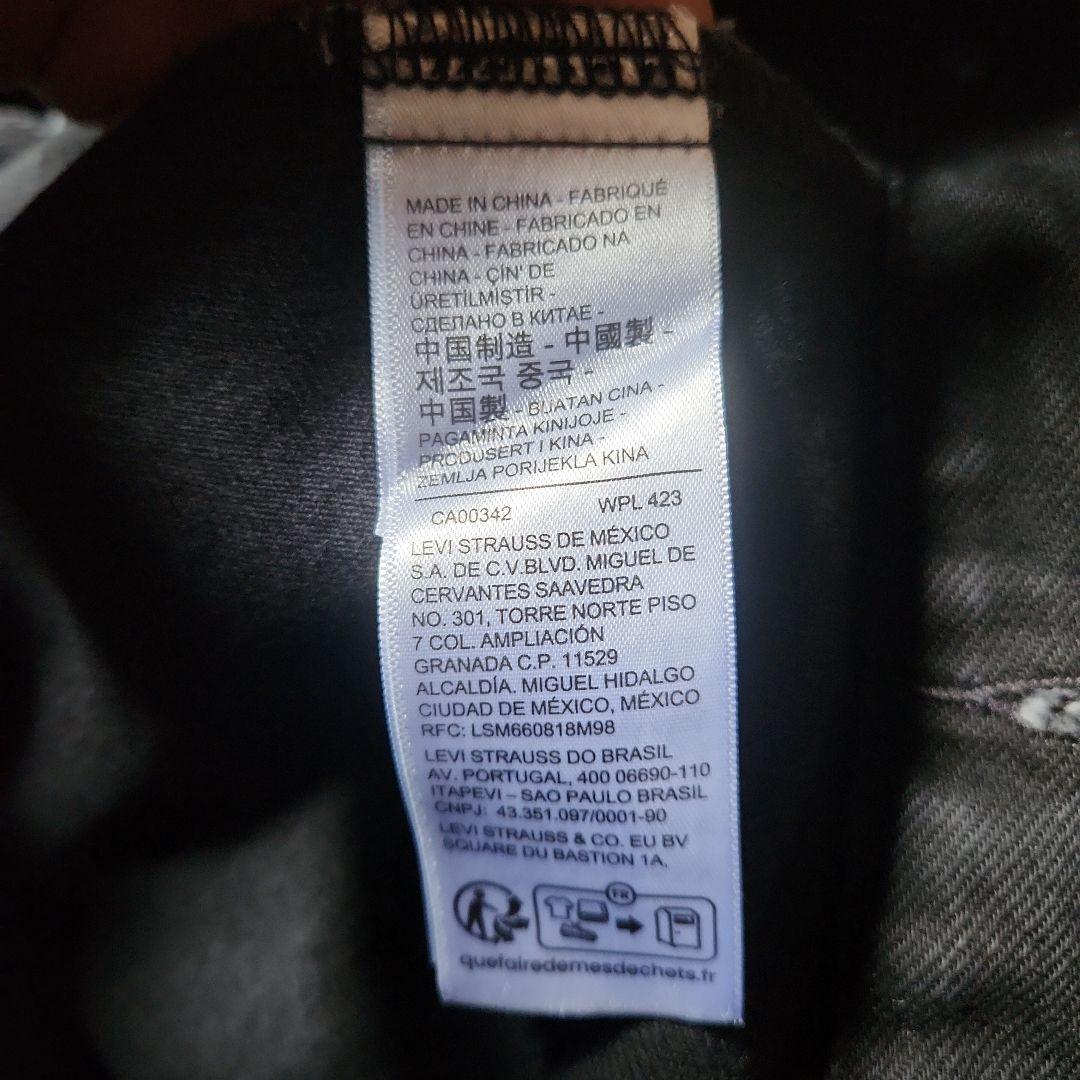 MADE IN CHINA - FABRIQUÉ
EN CHINE - FABRICADO EN
CHINA - FABRICADO NA
CHINA - ÇİN' DE
ÜRETİLMİŞTİR -
СДЕЛАНО В КИТАЕ -
中国制造 - 中國製 -
제조국 중국 -
中国製 - BUATAN CINA -
PAGAMINTA KINIJOJE -
PRODUSERT I KINA -
ZEMLJA PORIJEKLA KINA
CA00342 WPL 423
LEVI STRAUSS DE MÉXICO
S.A. DE C.V.BLVD. MIGUEL DE
CERVANTES SAAVEDRA
NO. 301, TORRE NORTE PISO
7 COL. AMPLIACIÓN
GRANADA C.P. 11529
ALCALDÍA. MIGUEL HIDALGO
CIUDAD DE MÉXICO, MÉXICO
RFC: LSM660818M98
LEVI STRAUSS DO BRASIL
AV. PORTUGAL, 400 06690-110
ITAPEVI – SAO PAULO BRASIL
CNPJ: 43.351.097/0001-90
LEVI STRAUSS & CO. EU BV
SQUARE DU BASTION 1A,
FR
quefairedemesdechets.fr